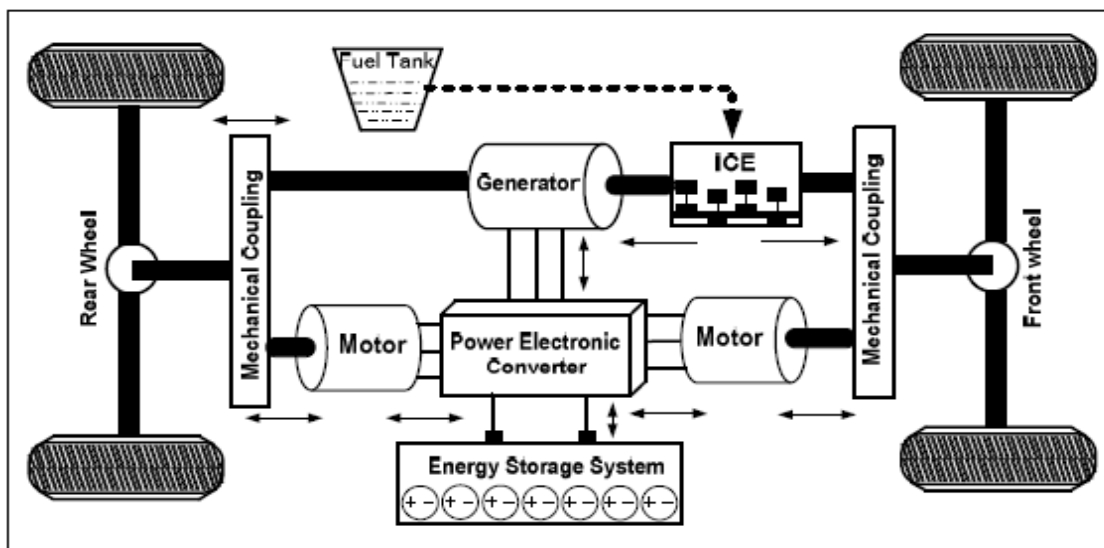 Fuel Tank
ICE
Generator
Mechanical Coupling
Mechanical Coupling
Rear Wheel
Front wheel
Motor
Power Electronic
Converter
Motor
Energy Storage System
+ - + - + - + - + - + - + -